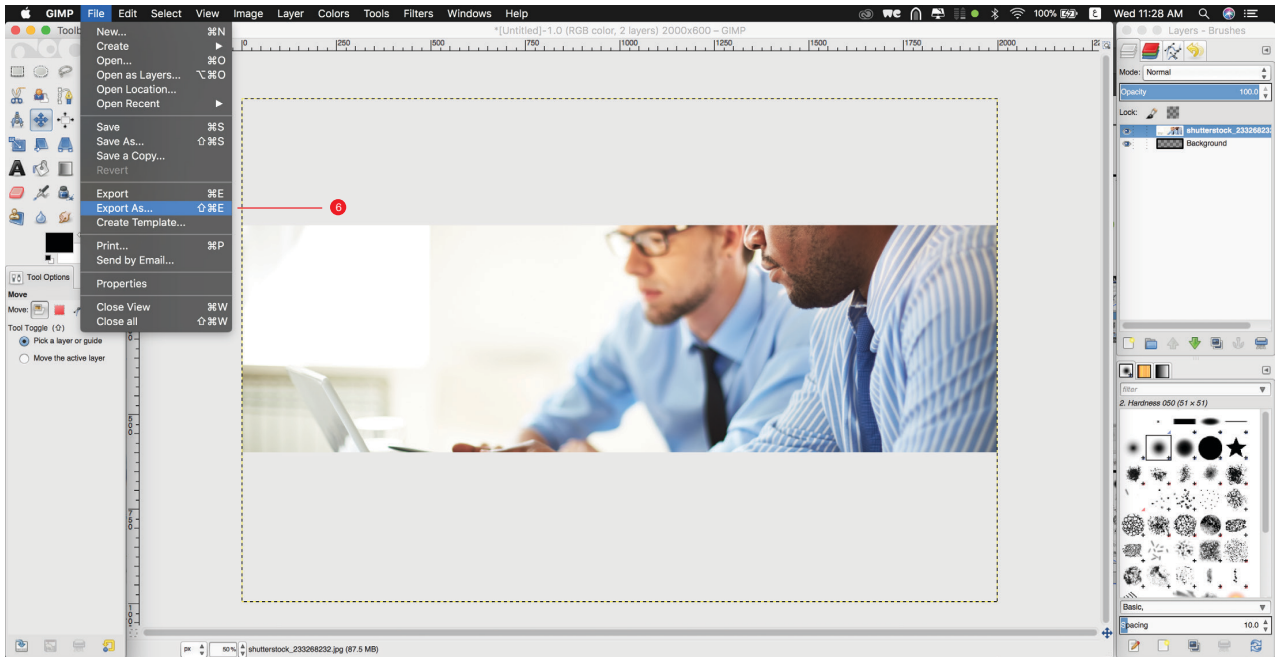 GIMP File Edit Select View Image Layer Colors Tools Filters Windows Help 100% Wed 11:28 AM
*[Untitled]-1.0 (RGB color, 2 layers) 2000x600 – GIMP
Layers - Brushes
Toolb
New... ⌘N
Create ▶
Open... ⌘O
Open as Layers... ⌥⌘O
Open Location...
Open Recent ▶
Save ⌘S
Save As... ⇧⌘S
Save a Copy...
Revert
Export ⌘E
Export As... ⇧⌘E
Create Template...
Print... ⌘P
Send by Email...
Properties
Close View ⌘W
Close all ⇧⌘W
6
0 250 500 750 1000 1250 1500 1750 2000
Tool Options
Move
Move:
Tool Toggle (⇧)
Pick a layer or guide
Move the active layer
500
750
px 50% shutterstock_233268232.jpg (87.5 MB)
Mode: Normal
Opacity 100.0
Lock:
shutterstock_23326823
Background
filter
2. Hardness 050 (51 × 51)
Basic,
Spacing 10.0